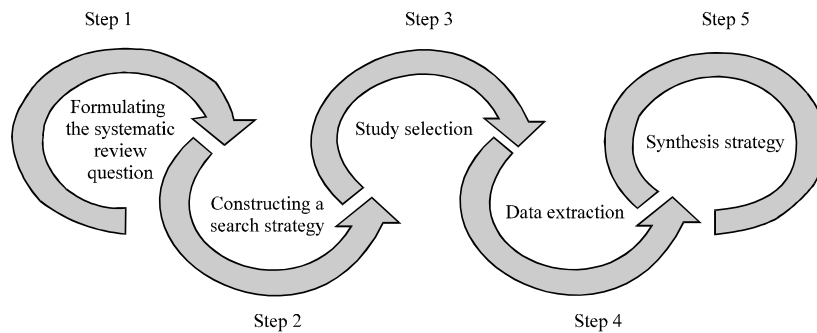 Step 1
Formulating
the systematic
review
question
Step 2
Constructing a
search strategy
Step 3
Study selection
Step 4
Data extraction
Step 5
Synthesis strategy